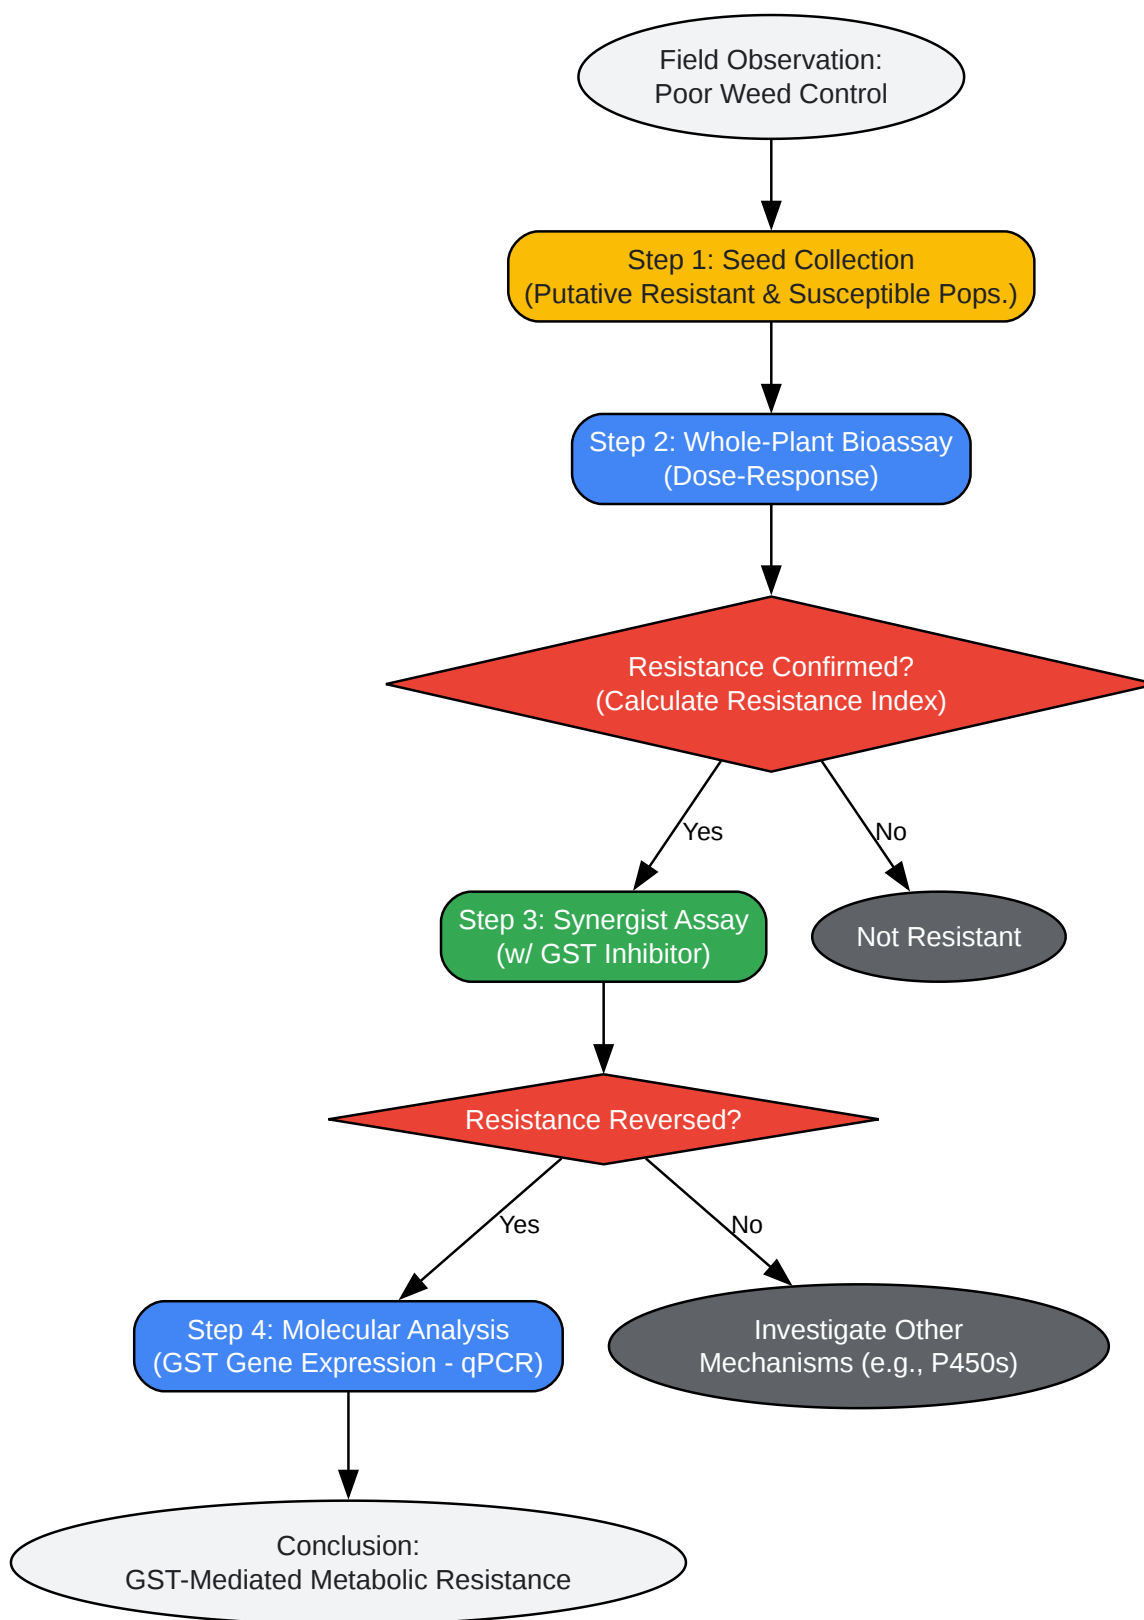 Field Observation:
Poor Weed Control
Step 1: Seed Collection
(Putative Resistant & Susceptible Pops.)
Step 2: Whole-Plant Bioassay
(Dose-Response)
Resistance Confirmed?
(Calculate Resistance Index)
Yes
No
Step 3: Synergist Assay
(w/ GST Inhibitor)
Not Resistant
Resistance Reversed?
Yes
No
Step 4: Molecular Analysis
(GST Gene Expression - qPCR)
Investigate Other
Mechanisms (e.g., P450s)
Conclusion:
GST-Mediated Metabolic Resistance